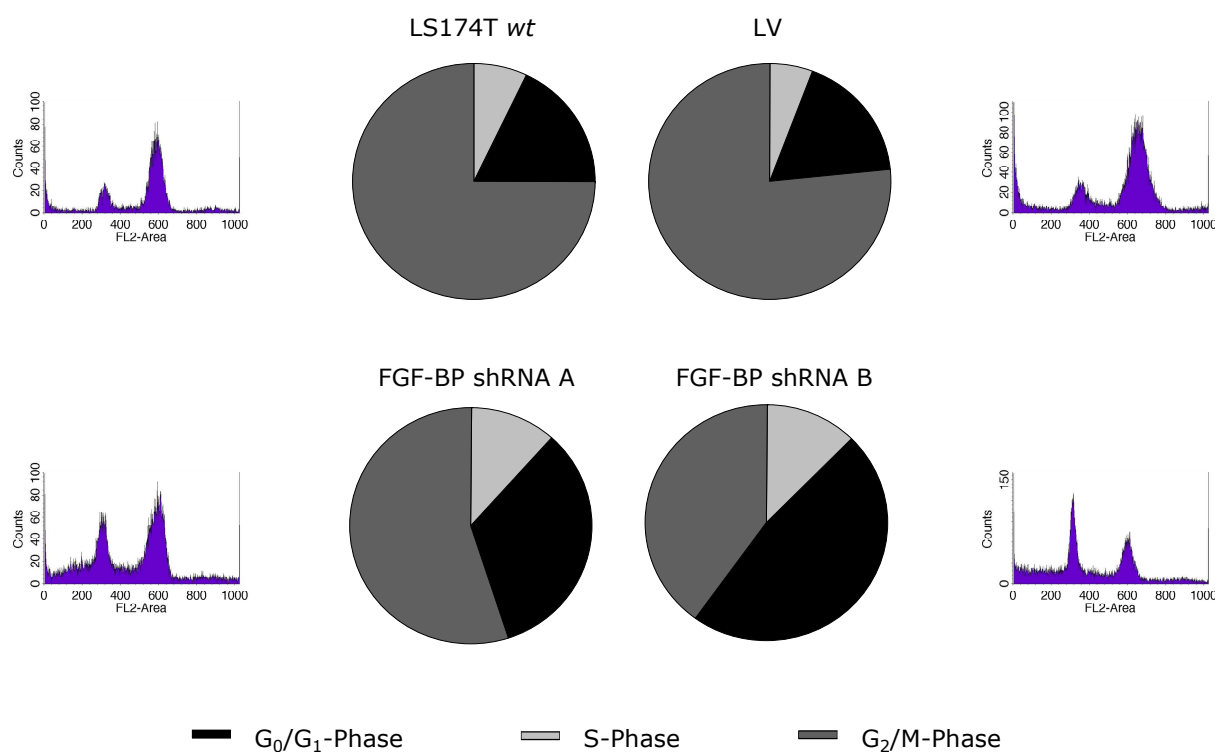 LS174T wt
LV
Counts
100
80
60
40
20
0
0 200 400 600 800 1000
FL2-Area
Counts
100
80
60
40
20
0
0 200 400 600 800 1000
FL2-Area
FGF-BP shRNA A
FGF-BP shRNA B
Counts
100
80
60
40
20
0
0 200 400 600 800 1000
FL2-Area
Counts
150
0
0 200 400 600 800 1000
FL2-Area
G₀/G₁-Phase
S-Phase
G₂/M-Phase